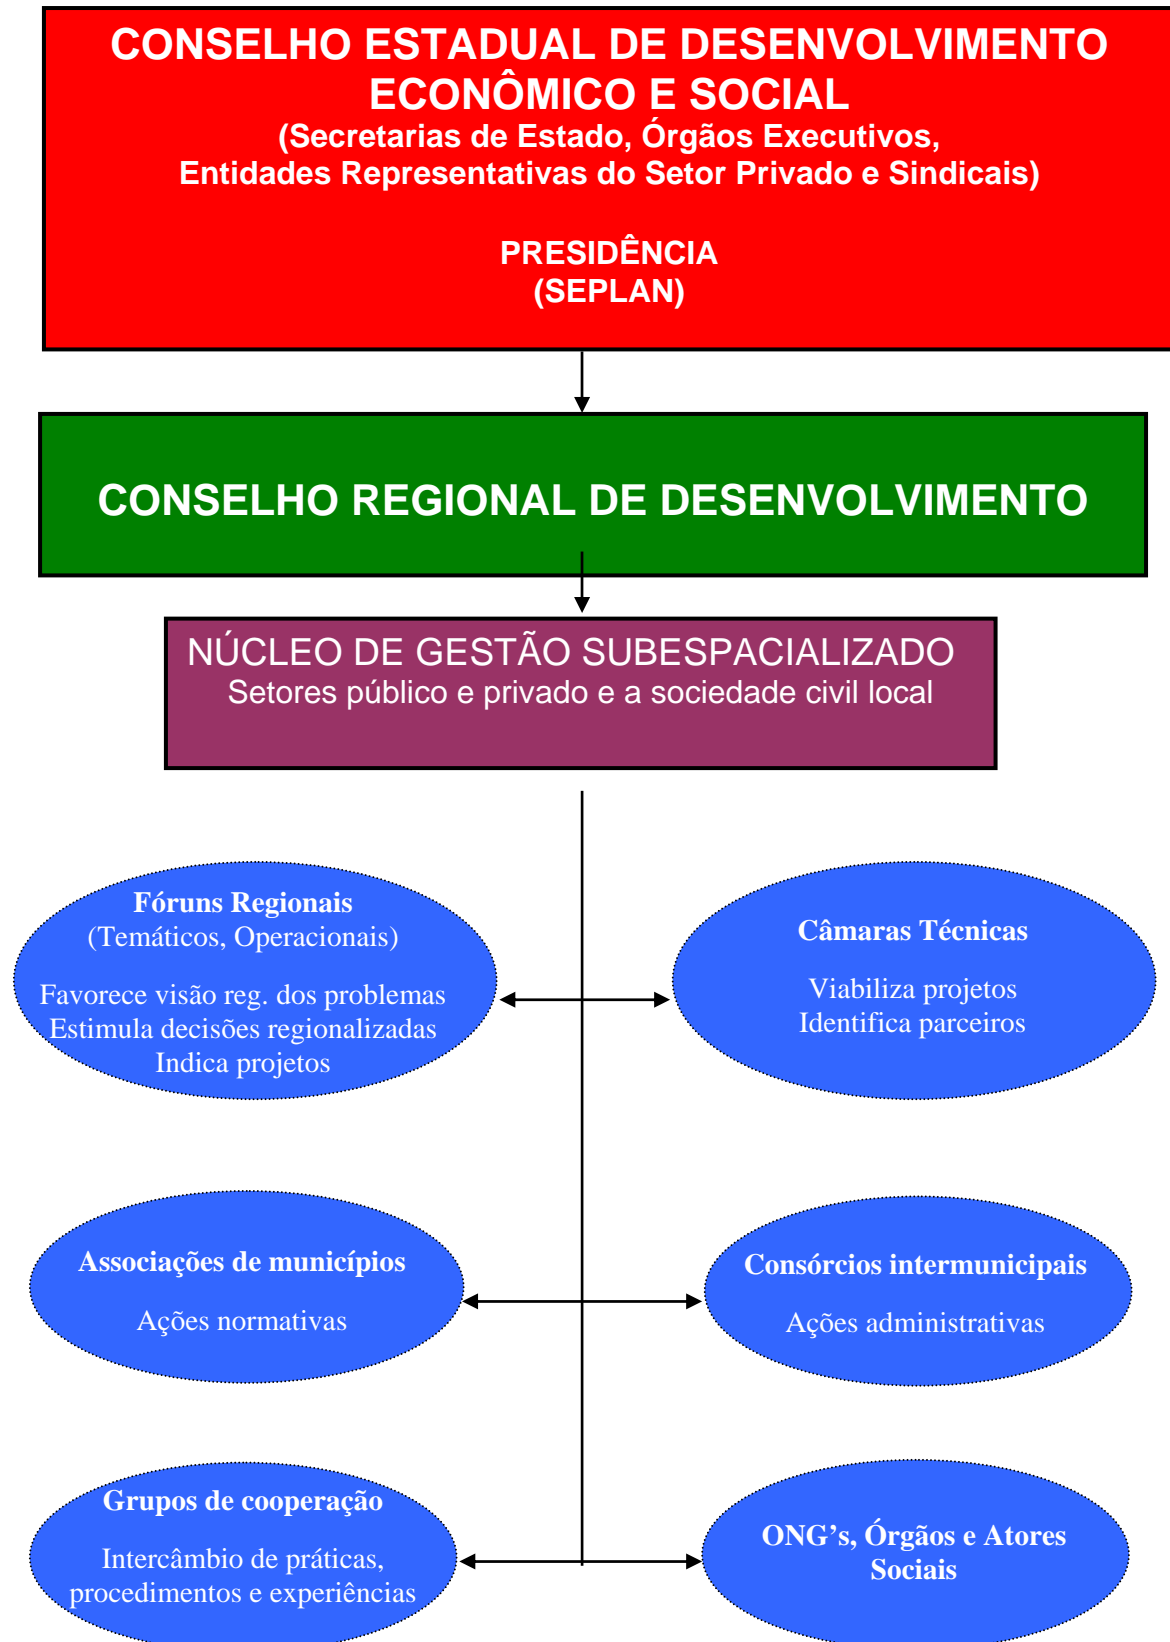 CONSELHO ESTADUAL DE DESENVOLVIMENTO
ECONÔMICO E SOCIAL
(Secretarias de Estado, Órgãos Executivos,
Entidades Representativas do Setor Privado e Sindicais)
PRESIDÊNCIA
(SEPLAN)
CONSELHO REGIONAL DE DESENVOLVIMENTO
NÚCLEO DE GESTÃO SUBESPACIALIZADO
Setores público e privado e a sociedade civil local
Fóruns Regionais
(Temáticos, Operacionais)
Favorece visão reg. dos problemas
Estimula decisões regionalizadas
Indica projetos
Câmaras Técnicas
Viabiliza projetos
Identifica parceiros
Associações de municípios
Ações normativas
Consórcios intermunicipais
Ações administrativas
Grupos de cooperação
Intercâmbio de práticas,
procedimentos e experiências
ONG's, Órgãos e Atores
Sociais